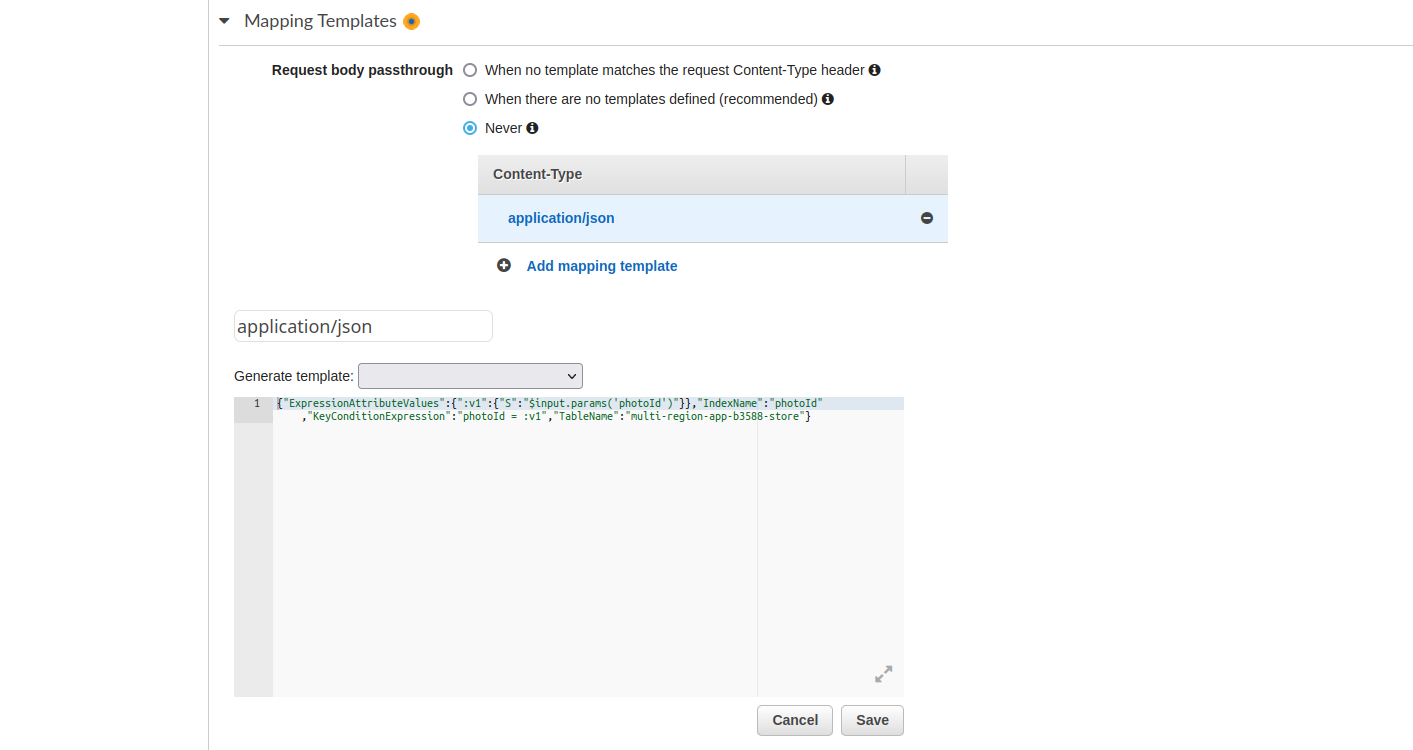 Mapping Templates
Request body passthrough
When no template matches the request Content-Type header
When there are no templates defined (recommended)
Never
Content-Type
application/json
Add mapping template
application/json
Generate template:
1
{"ExpressionAttributeValues":{":v1":{"S":"$input.params('photoId')"}},"IndexName":"photoId"
,"KeyConditionExpression":"photoId = :v1","TableName":"multi-region-app-b3588-store"}
Cancel
Save